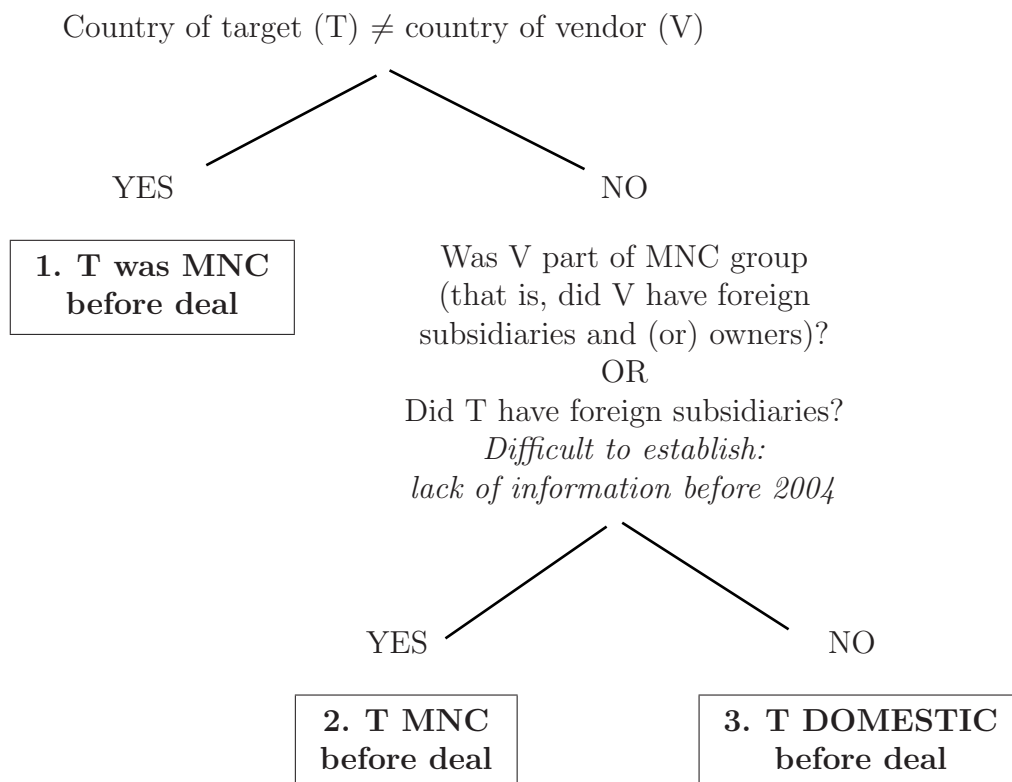 Country of target (T) ≠ country of vendor (V)
YES
NO
1. T was MNC
before deal
Was V part of MNC group
(that is, did V have foreign
subsidiaries and (or) owners)?
OR
Did T have foreign subsidiaries?
Difficult to establish:
lack of information before 2004
YES
NO
2. T MNC
before deal
3. T DOMESTIC
before deal